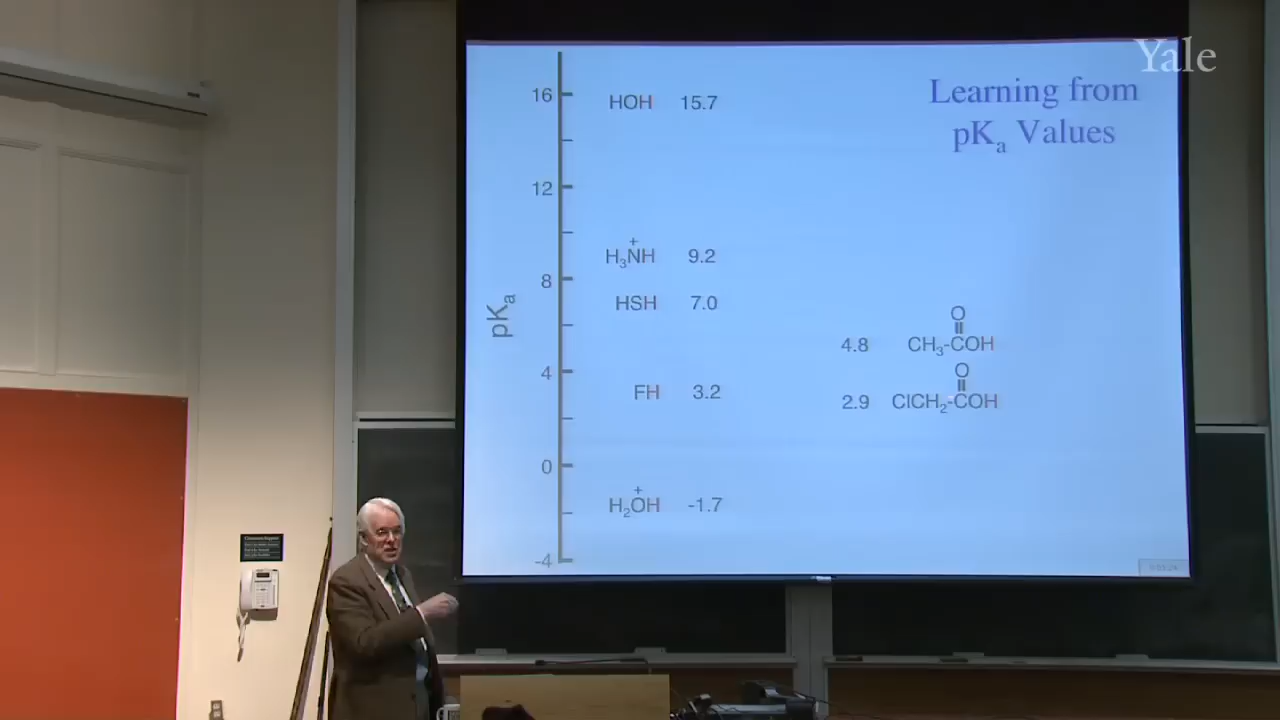 Yale
Learning from
pKa Values
16
HOH 15.7
12
H3NH 9.2
+
8
HSH 7.0
pKa
O
4.8 CH3-COH
4
FH 3.2
O
2.9 ClCH2-COH
0
+
H2OH -1.7
-4